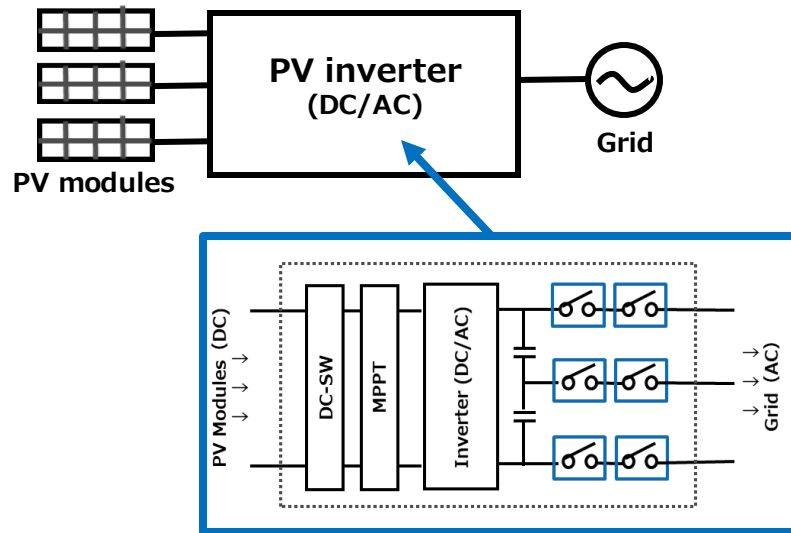 PV inverter
(DC/AC)
Grid
PV modules
PV Modules (DC)
→
→
→
DC-SW
MPPT
Inverter (DC/AC)
→
→
→
Grid (AC)